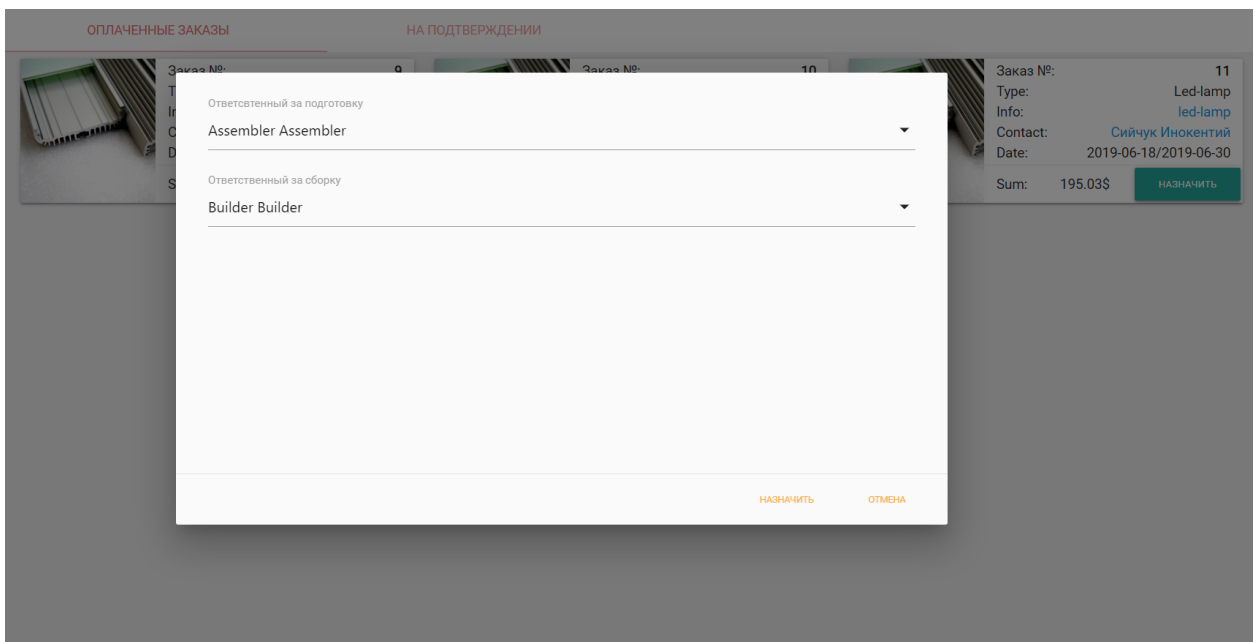 ОПЛАЧЕННЫЕ ЗАКАЗЫ
НА ПОДТВЕРЖДЕНИИ
Заказ №: 9
Заказ №: 10
Заказ №: 11
Type: Led-lamp
Info: led-lamp
Contact: Сийчук Инокентий
Date: 2019-06-18/2019-06-30
Sum: 195.03$ НАЗНАЧИТЬ
Ответсвтенный за подготовку
Assembler Assembler
Ответственный за сборку
Builder Builder
НАЗНАЧИТЬ ОТМЕНА